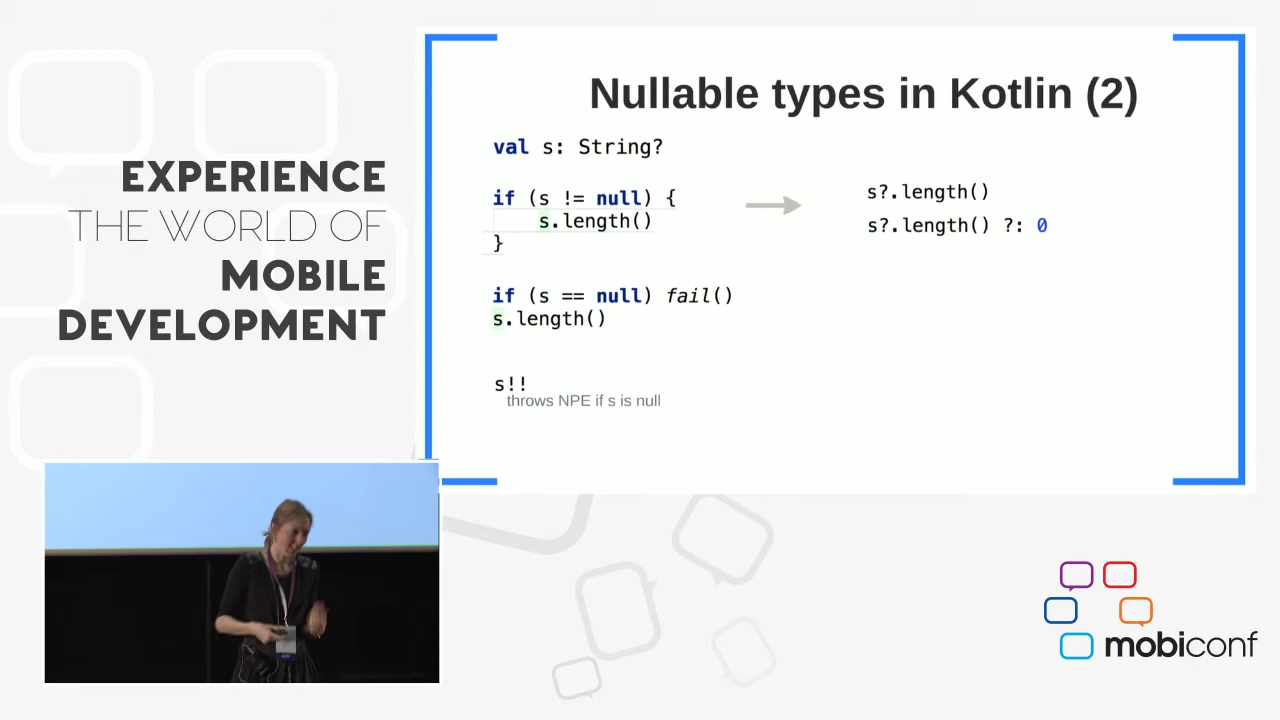 EXPERIENCE
THE WORLD OF
MOBILE
DEVELOPMENT
Nullable types in Kotlin (2)
val s: String?
if (s != null) {
s.length()
}
s?.length()
s?.length() ?: 0
if (s == null) fail()
s.length()
s!!
throws NPE if s is null
mobiconf